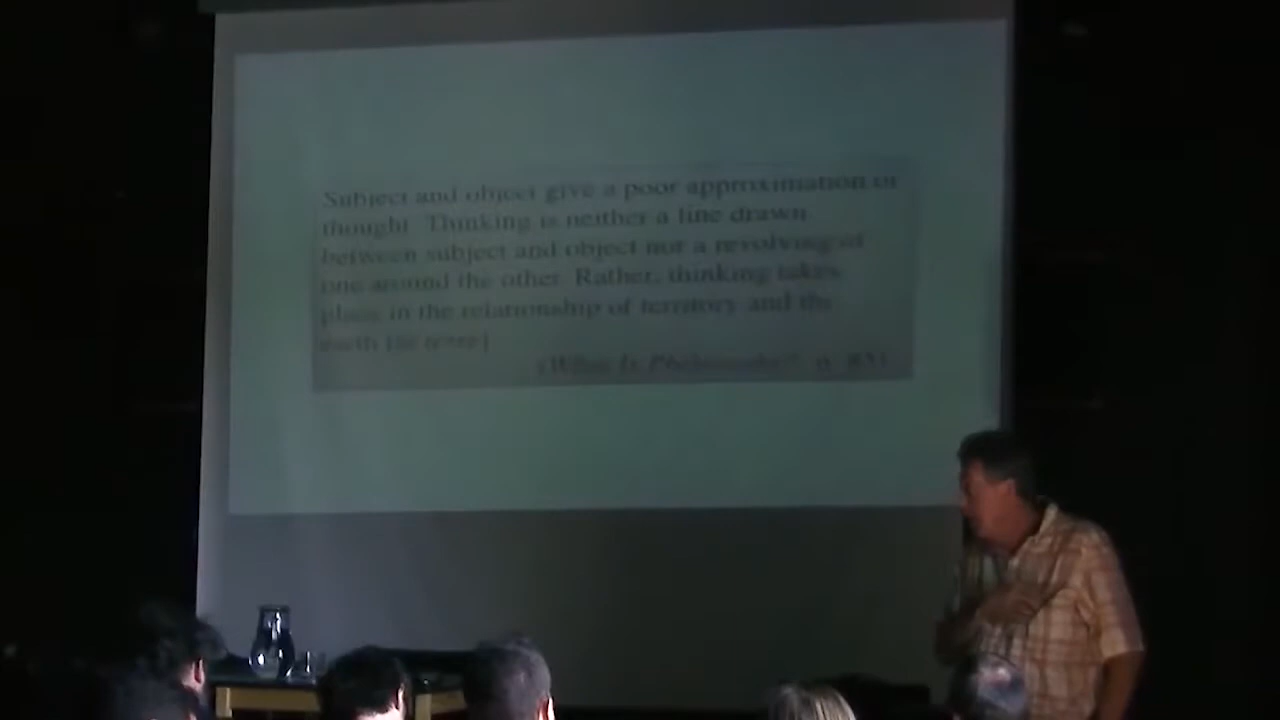 Subject and object give a poor approximation of
thought. Thinking is neither a line drawn
between subject and object nor a revolving of
one around the other. Rather, thinking takes
place in the relationship of territory and the
earth [la terre]
(What Is Philosophy?, p. 85)